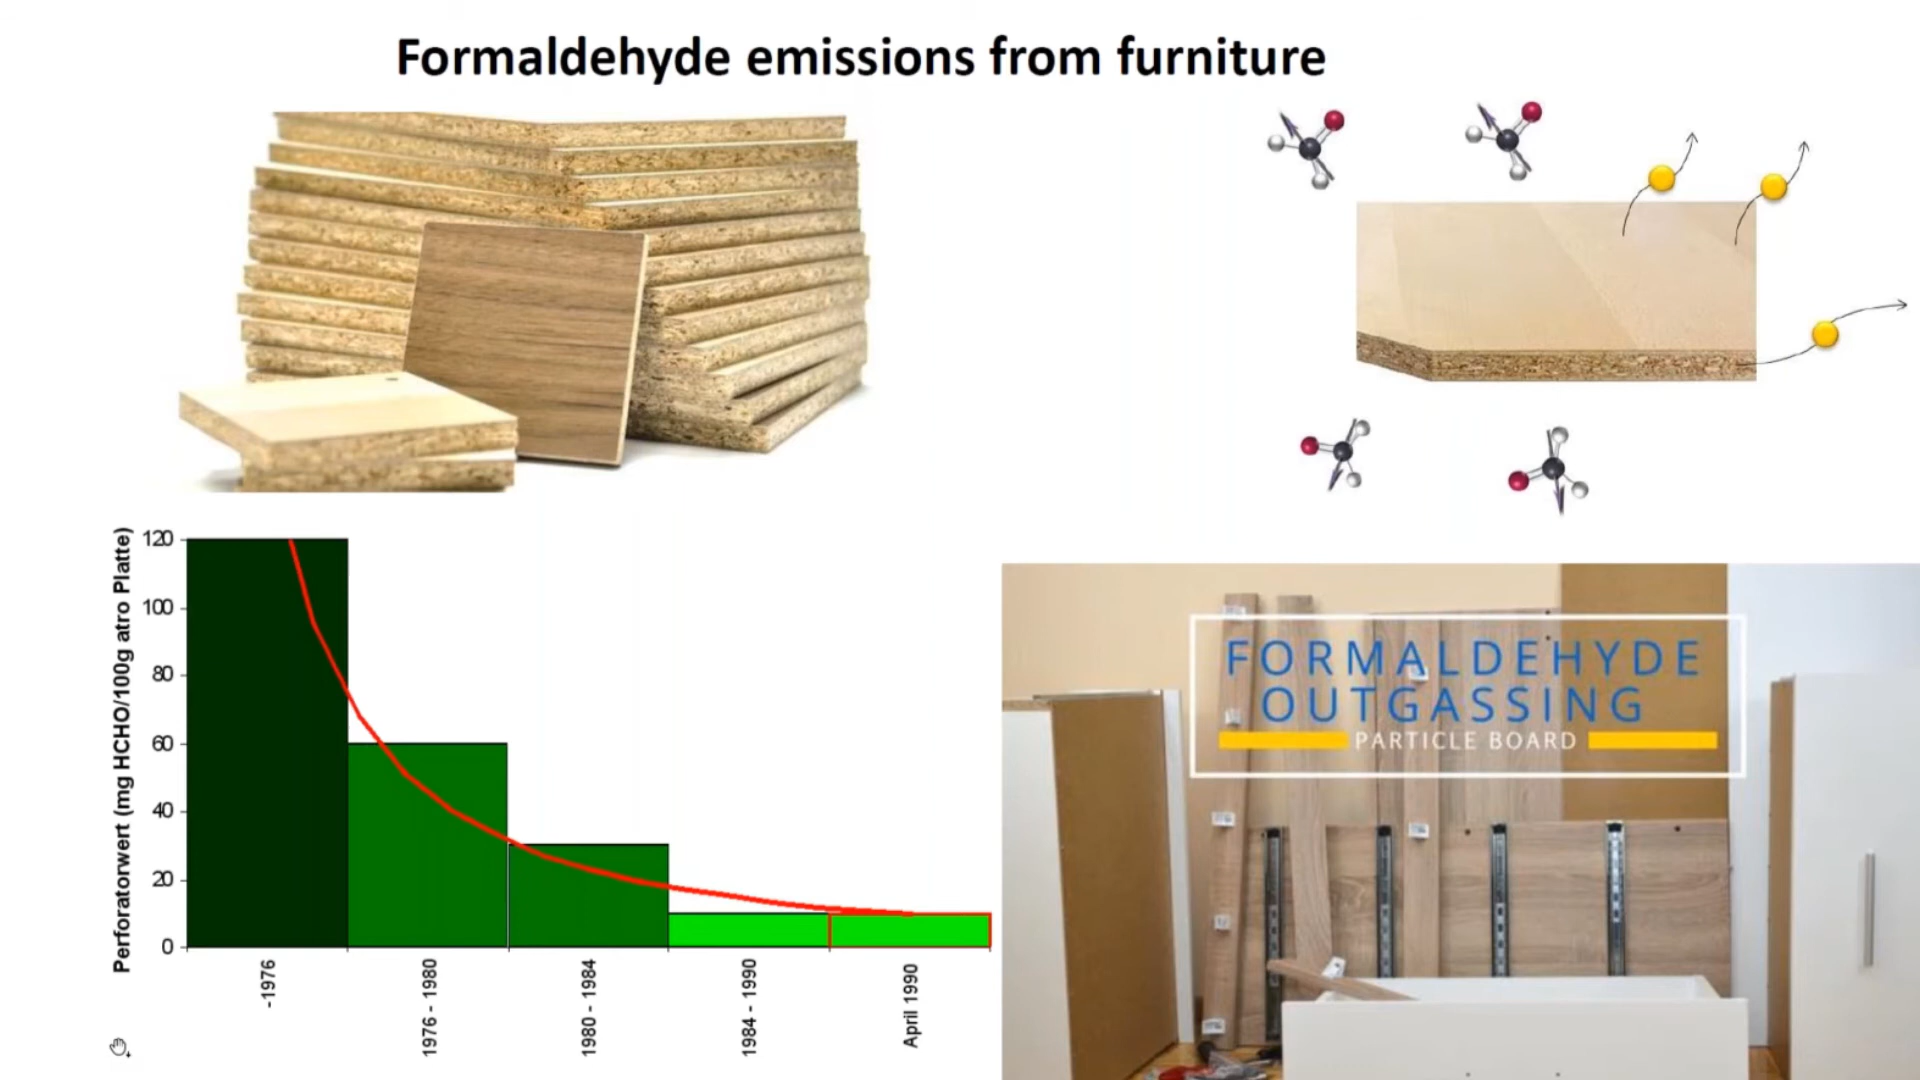 Formaldehyde emissions from furniture
Perforatorwert (mg HCHO/100g atro Platte)
120
100
80
60
40
20
0
-1976
1976 - 1980
1980 - 1984
1984 - 1990
April 1990
FORMALDEHYDE
OUTGASSING
PARTICLE BOARD